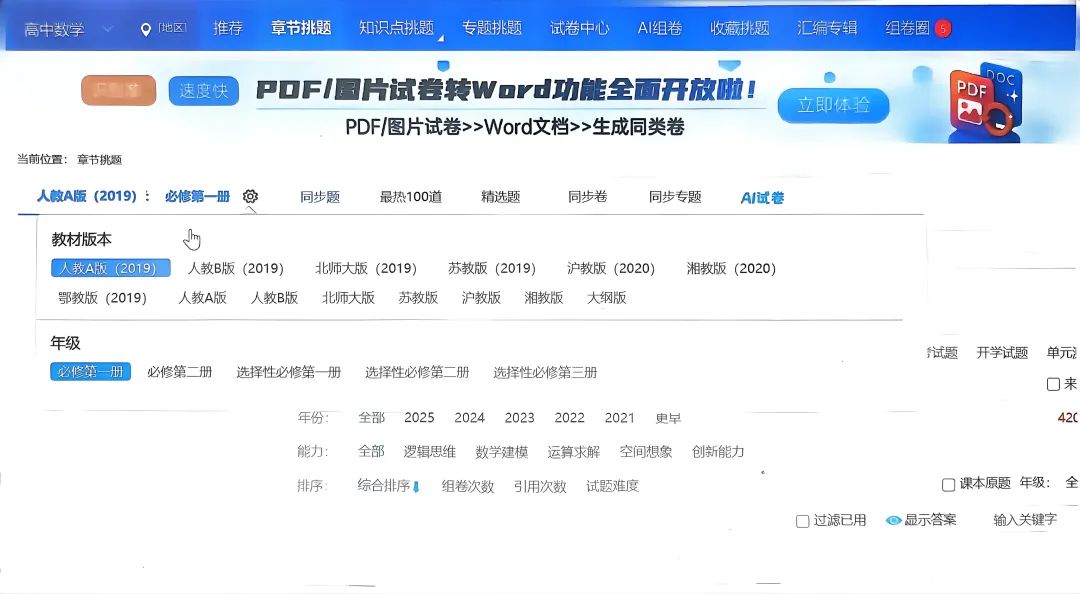 高中数学 [地区] 推荐 章节挑题 知识点挑题 专题挑题 试卷中心 AI组卷 收藏挑题 汇编专辑 组卷圈 5
速度快 PDF/图片试卷转Word功能全面开放啦! 立即体验 PDF DOC
PDF/图片试卷>>Word文档>>生成同类卷
当前位置: 章节挑题
人教A版(2019): 必修第一册 同步题 最热100道 精选题 同步卷 同步专题 AI试卷
教材版本
人教A版(2019) 人教B版(2019) 北师大版(2019) 苏教版(2019) 沪教版(2020) 湘教版(2020)
鄂教版(2019) 人教A版 人教B版 北师大版 苏教版 沪教版 湘教版 大纲版
年级
试题 开学试题 单元
必修第一册 必修第二册 选择性必修第一册 选择性必修第二册 选择性必修第三册
来
年份: 全部 2025 2024 2023 2022 2021 更早 420
能力: 全部 逻辑思维 数学建模 运算求解 空间想象 创新能力
排序: 综合排序 组卷次数 引用次数 试题难度 课本原题 年级: 全
过滤已用 显示答案 输入关键字